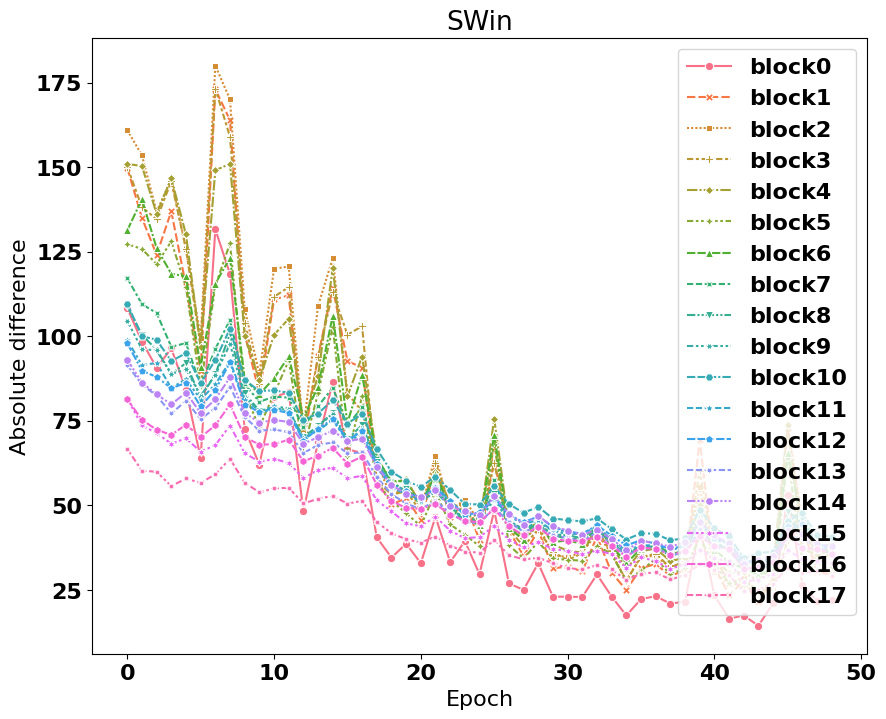 SWin
175
150
125
100
75
50
25
Absolute difference
0
10
20
30
40
50
Epoch
block0
block1
block2
block3
block4
block5
block6
block7
block8
block9
block10
block11
block12
block13
block14
block15
block16
block17